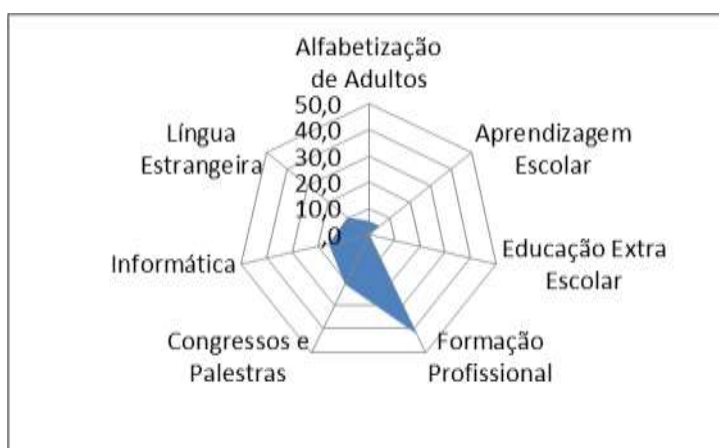 Alfabetização
de Adultos
50,0
40,0
30,0
20,0
10,0
,0
Aprendizagem
Escolar
Educação Extra
Escolar
Formação
Profissional
Congressos e
Palestras
Informática
Língua
Estrangeira